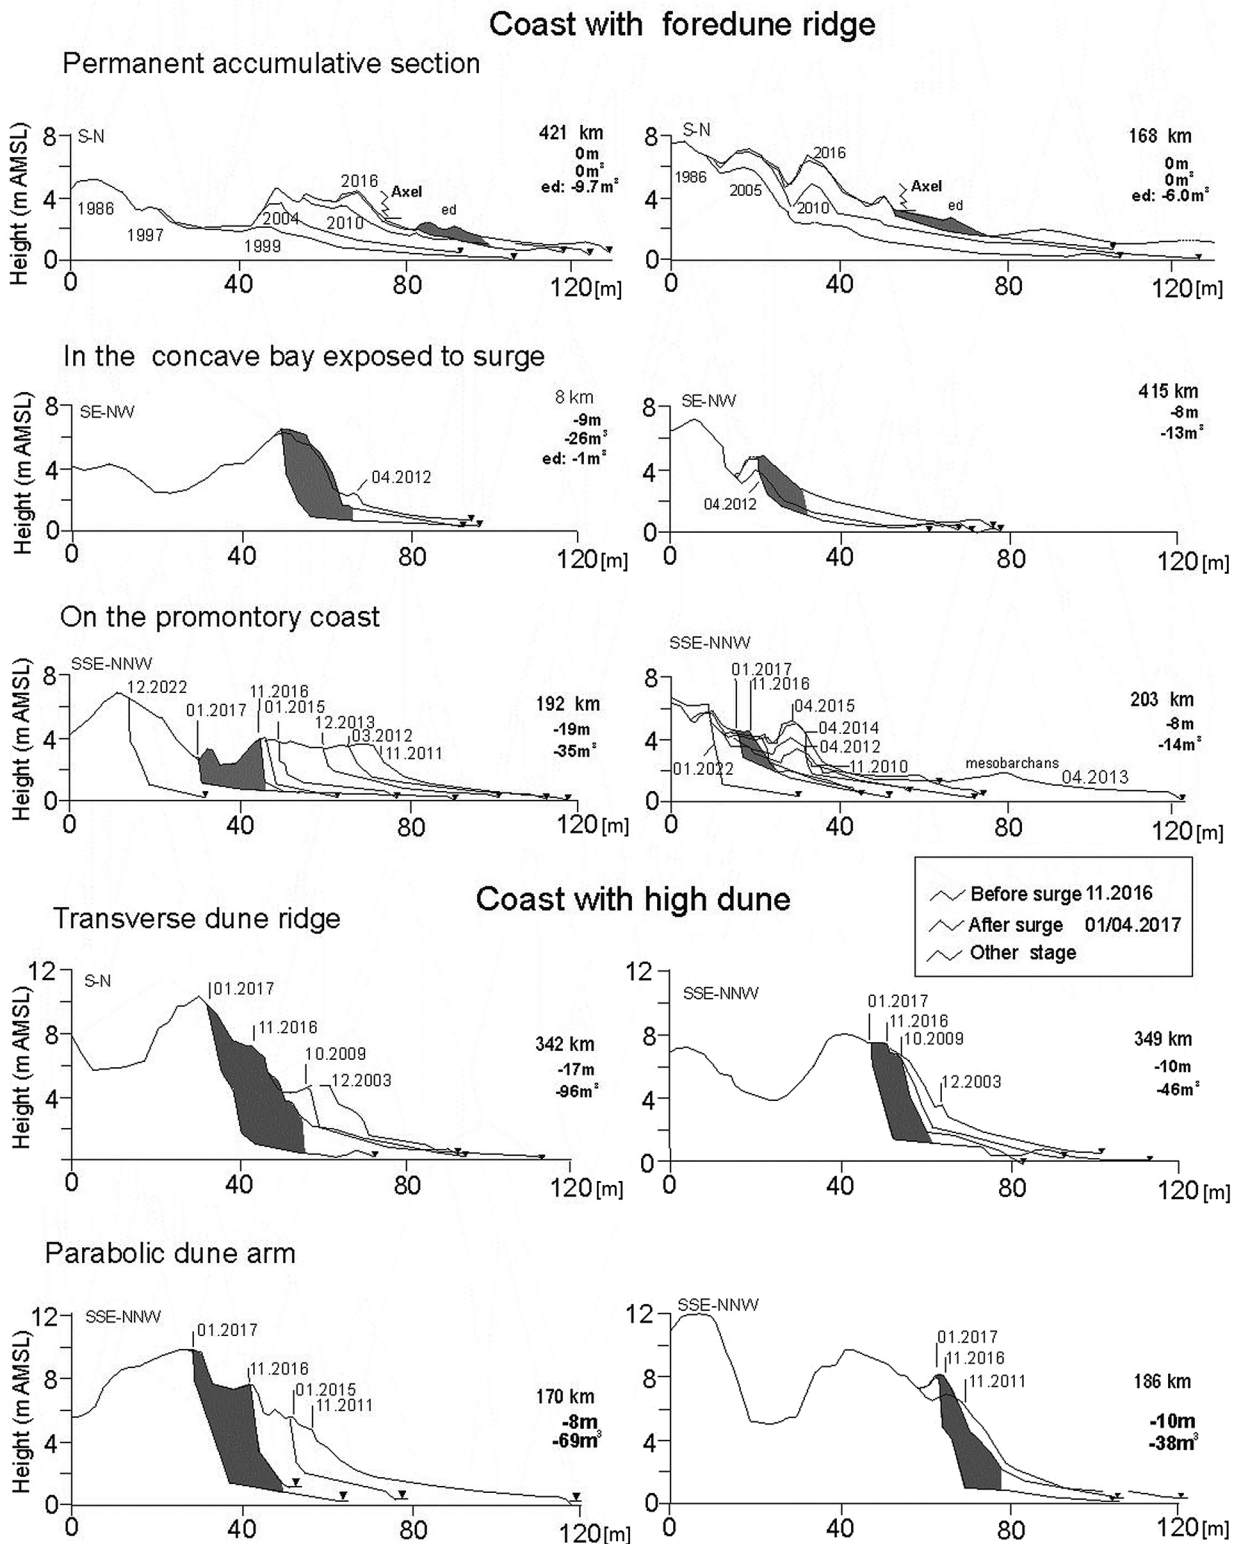 Coast with foredune ridge
Permanent accumulative section
Height (m AMSL)
8
4
0
S-N
421 km
0m
0m³
ed: -9.7m³
1986
1997
1999
2004
2010
2016
Axel
ed
0 40 80 120[m]
8
4
0
S-N
168 km
0m
0m³
ed: -6.0m³
1986
2005
2010
2016
Axel
ed
0 40 80 120[m]
In the concave bay exposed to surge
Height (m AMSL)
8
4
0
SE-NW
8 km
-9m
-26m³
ed: -1m³
04.2012
0 40 80 120[m]
8
4
0
SE-NW
415 km
-8m
-13m³
04.2012
0 40 80 120[m]
On the promontory coast
Height (m AMSL)
8
4
0
SSE-NNW
12.2022
01.2017
11.2016
01.2015
12.2013
03.2012
11.2011
192 km
-19m
-35m³
0 40 80 120[m]
8
4
0
SSE-NNW
01.2017
11.2016
04.2015
04.2014
04.2012
11.2010
01.2022
mesobarchans
04.2013
203 km
-8m
-14m³
0 40 80 120[m]
Before surge 11.2016
After surge 01/04.2017
Other stage
Coast with high dune
Transverse dune ridge
Height (m AMSL)
12
8
4
S-N
01.2017
11.2016
10.2009
12.2003
342 km
-17m
-96m³
0 40 80 120[m]
12
8
4
0
SSE-NNW
01.2017
11.2016
10.2009
12.2003
349 km
-10m
-46m³
0 40 80 120[m]
Parabolic dune arm
Height (m AMSL)
12
8
4
0
SSE-NNW
01.2017
11.2016
01.2015
11.2011
170 km
-8m
-69m³
0 40 80 120[m]
12
8
4
0
SSE-NNW
01.2017
11.2016
11.2011
186 km
-10m
-38m³
0 40 80 120[m]